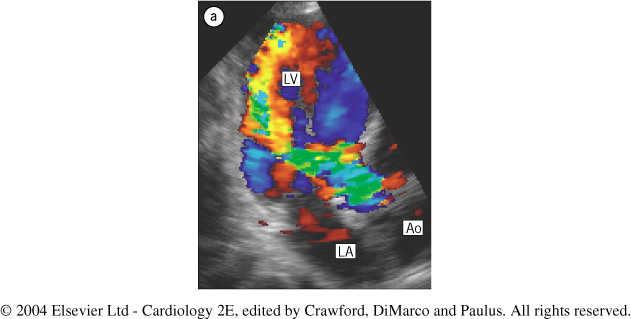 a
LV
LA
Ao
© 2004 Elsevier Ltd - Cardiology 2E, edited by Crawford, DiMarco and Paulus. All rights reserved.